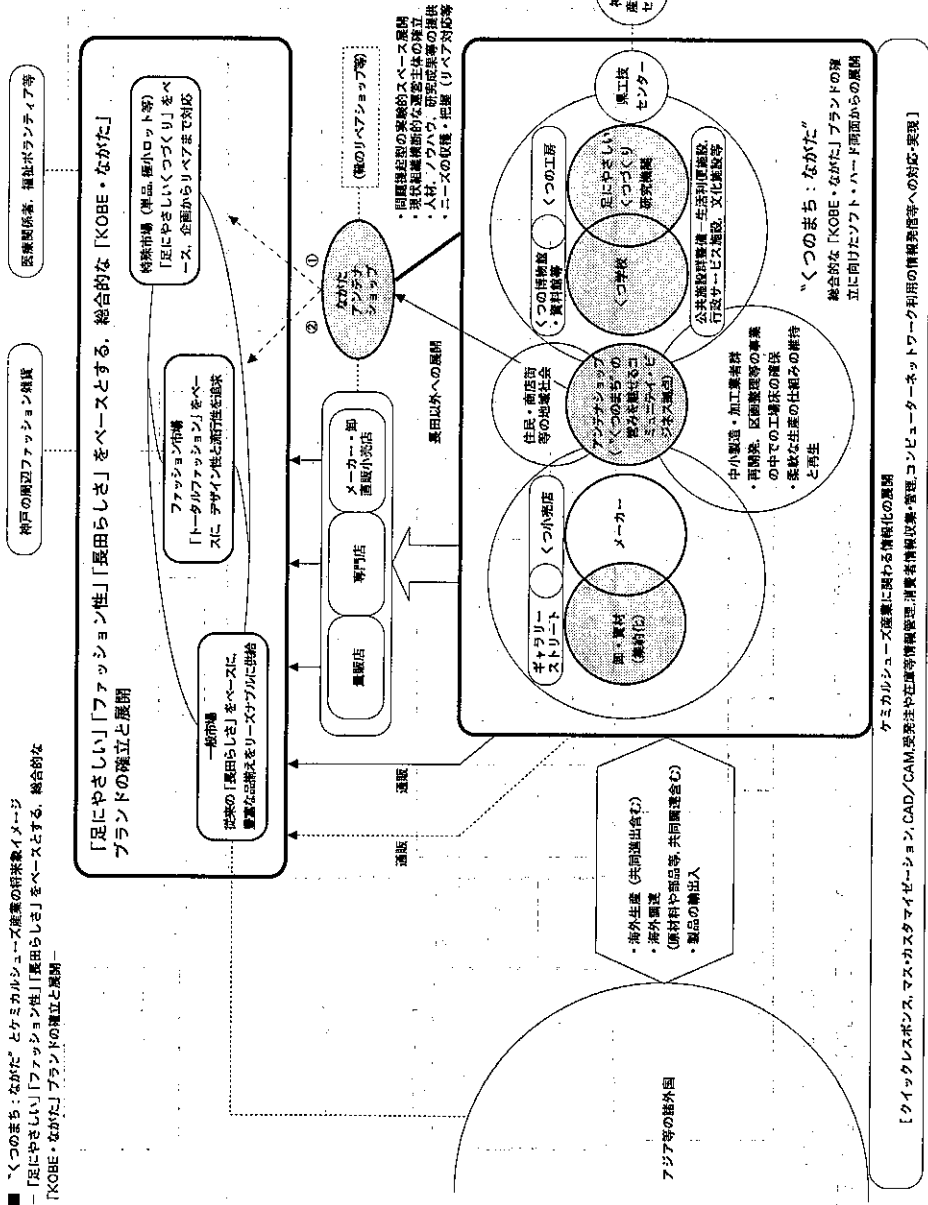 ■ “くつのまち：ながた” とケミカルシューズ産業の将来象イメージ
－「足にやさしい」「ファッション性」「長田らしさ」をベースとする、総合的な
「KOBE・ながた」ブランドの確立と展開－
神戸の周辺ファッション雑貨
医療関係者，福祉ボランティア等
「足にやさしい」「ファッション性」「長田らしさ」をベースとする，総合的な「KOBE・ながた」
ブランドの確立と展開
一般市場
従来の「長田らしさ」をベースに，
豊富な品揃えをリーズナブルに供給
ファッション市場
「トータルファッション」をベー
スに，デザイン性と流行性を追求
特殊市場（単品，極小ロット等）
「足にやさしいくつづくり」をベ
ース，企画からリペアまで対応
通販
通販
量販店
専門店
メーカー・卸
直販小売店
長田以外への展開
②
①
ながた
アンテナ
ショップ
（靴のリペアショップ等）
・問題提起型の実験的スペース展開
・現状組織横断的な運営主体の確立
・人材，ノウハウ，研究成果等の提供
・ニーズの収穫・把握（リペア対応等
アジア等の諸外国
・海外生産（共同進出含む）
・海外調達
（原材料や部品等，共同調達含む）
・製品の輸出入
ギャラリー
ストリート
くつ小売店
卸・資材
（集約化）
メーカー
住民・商店街
等の地域社会
アンテナショップ
（“くつのまち”の
営みを魅せるコ
ミュニティ・ビ
ジネス拠点）
中小製造・加工業者群
・再開発，区画整理等の事業
の中での工場床の確保
・柔軟な生産の仕組みの維持
と再生
くつの博物館
・資料館等
くつの工房
くつ学校
足にやさしい
くつづくり
研究機関
公共施設群整備－生活利便施設，
行政サービス施設，文化施設等
県工技
センター
“くつのまち：ながた”
総合的な「KOBE・ながた」ブランドの確
立に向けたソフト・ハード両面からの展開
ケミカルシューズ産業に関わる情報化の展開
［クイックレスポンス，マス・カスタマイゼーション，CAD／CAM，受発注や在庫等情報管理，消費者情報収集・管理，コンピューターネットワーク利用の情報発信等への対応・実現］